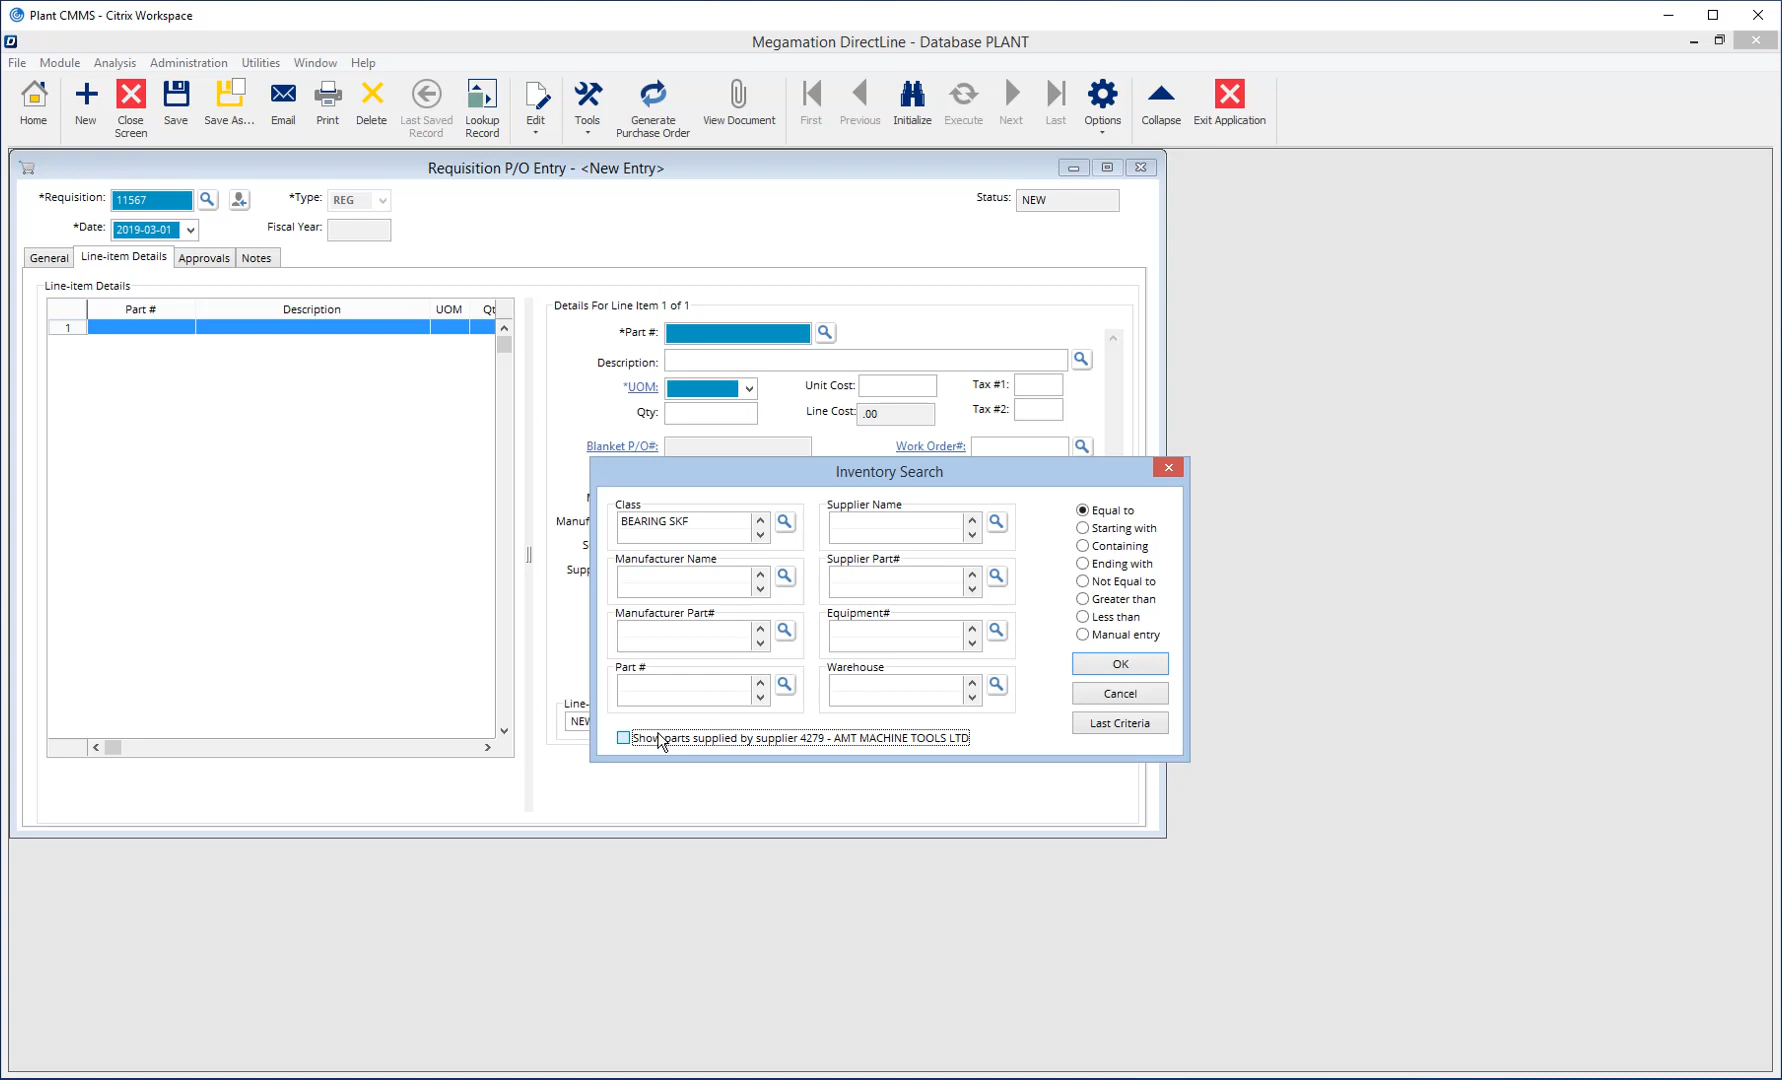 Plant CMMS - Citrix Workspace
Megamation DirectLine - Database PLANT
File Module Analysis Administration Utilities Window Help
Home New Close Screen Save Save As... Email Print Delete Last Saved Record Lookup Record Edit Tools Generate Purchase Order View Document First Previous Initialize Execute Next Last Options Collapse Exit Application
Requisition P/O Entry - <New Entry>
*Requisition: 11567 *Type: REG Status: NEW
*Date: 2019-03-01 Fiscal Year:
General Line-item Details Approvals Notes
Line-item Details
Part # Description UOM Qt
1
Details For Line Item 1 of 1
*Part #:
Description:
*UOM: Unit Cost: Tax #1:
Qty: Line Cost: .00 Tax #2:
Blanket P/O#: Work Order#:
Manuf
Supp
Line-
NEW
Inventory Search
Class Supplier Name
BEARING SKF
Manufacturer Name Supplier Part#
Manufacturer Part# Equipment#
Part # Warehouse
Show parts supplied by supplier 4279 - AMT MACHINE TOOLS LTD
Equal to
Starting with
Containing
Ending with
Not Equal to
Greater than
Less than
Manual entry
OK
Cancel
Last Criteria